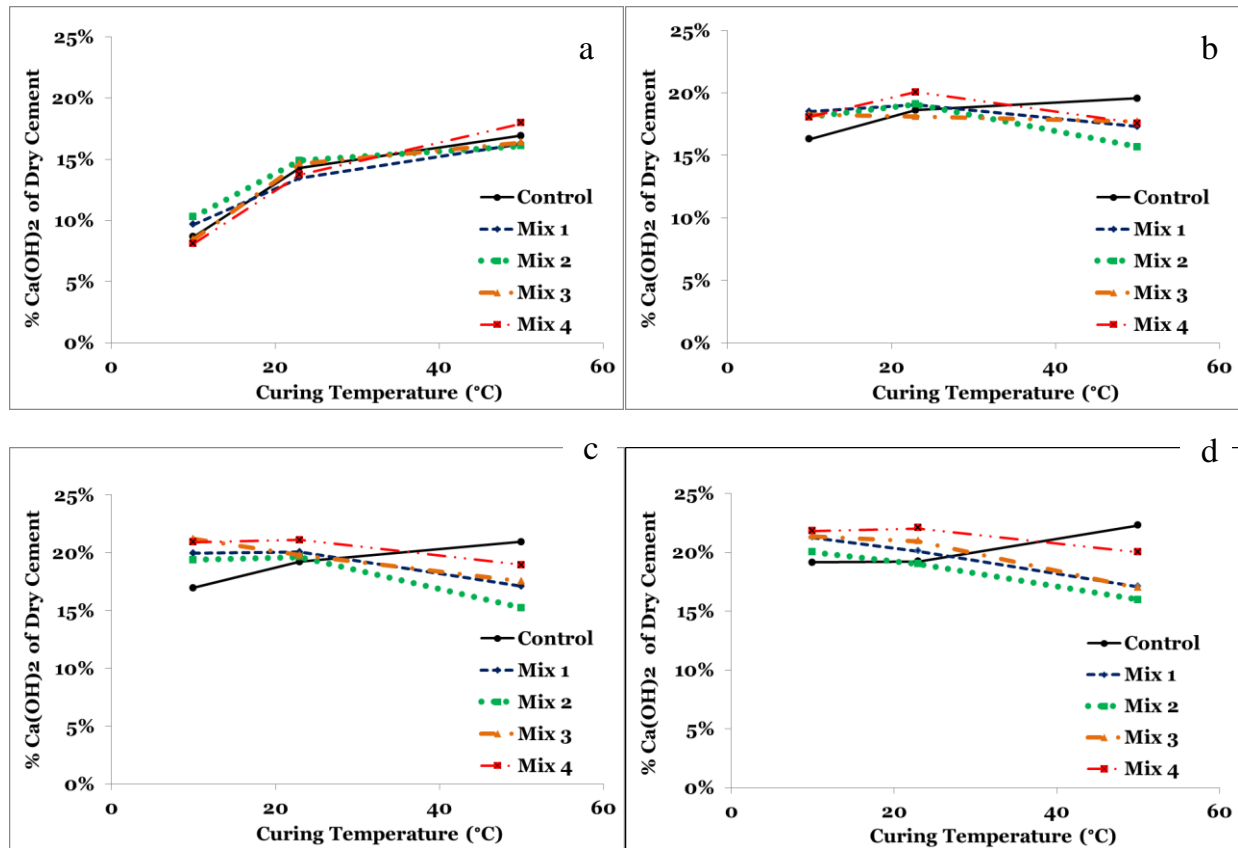 a
% Ca(OH)2 of Dry Cement
25%
20%
15%
10%
5%
0%
0
20
40
60
Curing Temperature (°C)
Control
Mix 1
Mix 2
Mix 3
Mix 4
b
% Ca(OH)2 of Dry Cement
25%
20%
15%
10%
5%
0%
0
20
40
60
Curing Temperature (°C)
Control
Mix 1
Mix 2
Mix 3
Mix 4
c
% Ca(OH)2 of Dry Cement
25%
20%
15%
10%
5%
0%
0
20
40
60
Curing Temperature (°C)
Control
Mix 1
Mix 2
Mix 3
Mix 4
d
% Ca(OH)2 of Dry Cement
25%
20%
15%
10%
5%
0%
0
20
40
60
Curing Temperature (°C)
Control
Mix 1
Mix 2
Mix 3
Mix 4